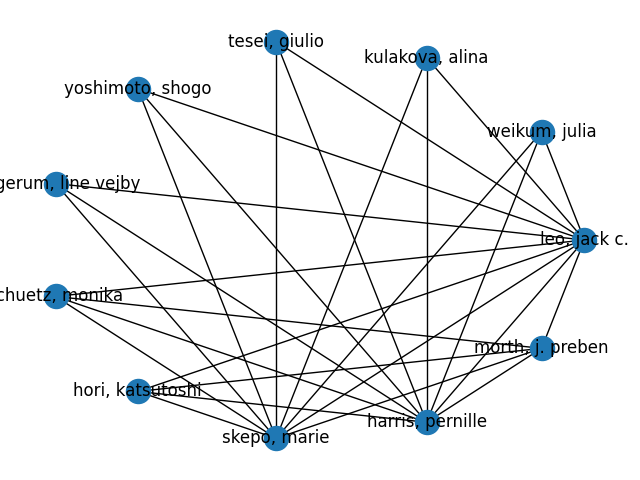 tesei, giulio
kulakova, alina
yoshimoto, shogo
weikum, julia
gerum, line vejby
leo, jack c.
chuetz, monika
morth, j. preben
hori, katsutoshi
harris, pernille
skepo, marie